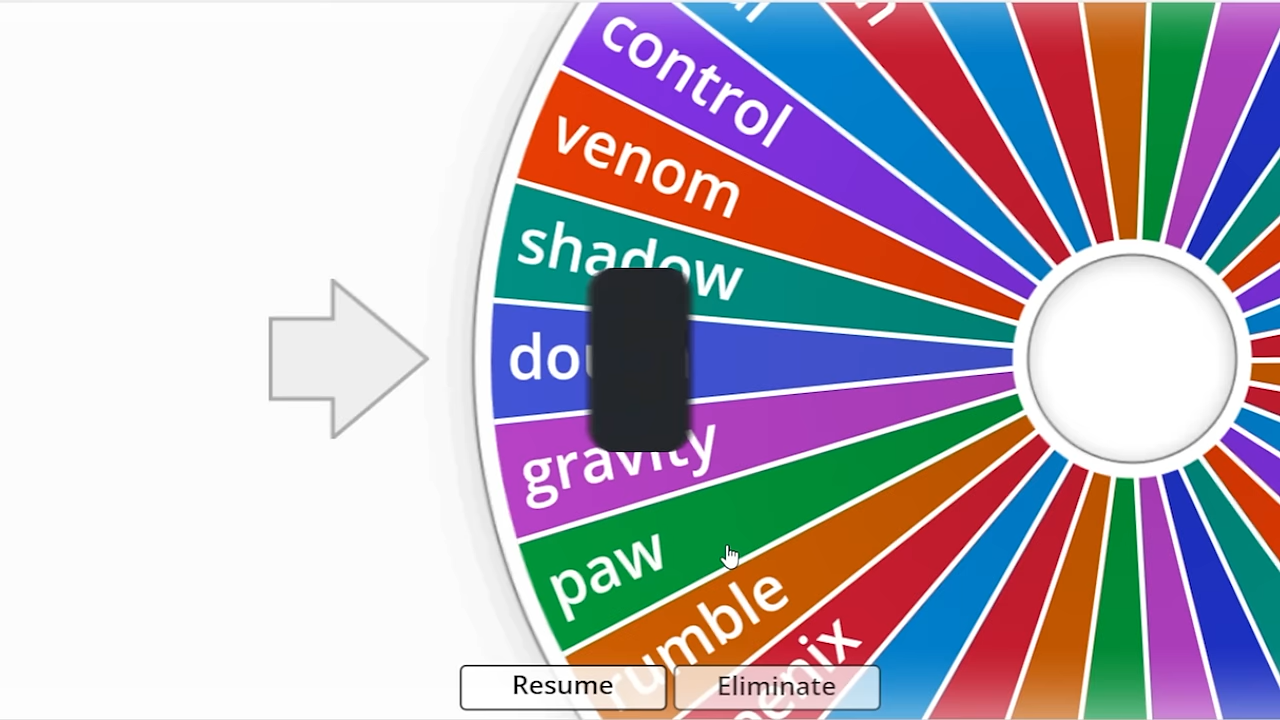 control
venom
shadow
gravity
paw
rumble
Resume
Eliminate